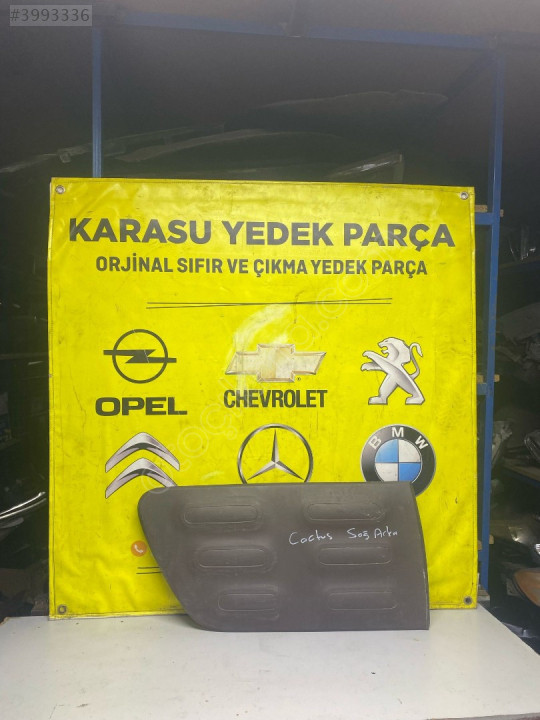 #3993336
KARASU YEDEK PARÇA
ORJİNAL SIFIR VE ÇIKMA YEDEK PARÇA
OPEL
CHEVROLET
BMW
Cactus Sağ Arka